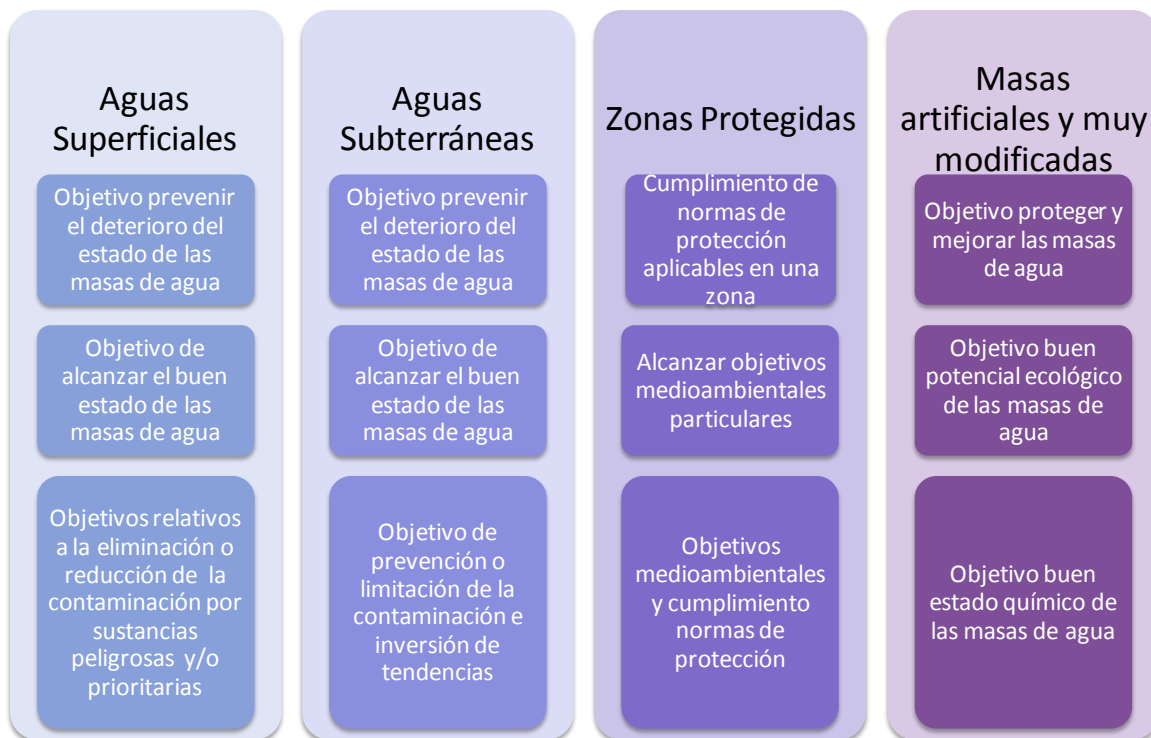 Aguas
Superficiales
Objetivo prevenir
el deterioro del
estado de las
masas de agua
Objetivo de
alcanzar el buen
estado de las
masas de agua
Objetivos relativos
a la eliminación o
reducción de la
contaminación por
sustancias
peligrosas y/o
prioritarias
Aguas
Subterráneas
Objetivo prevenir
el deterioro del
estado de las
masas de agua
Objetivo de
alcanzar el buen
estado de las
masas de agua
Objetivo de
prevención o
limitación de la
contaminación e
inversión de
tendencias
Zonas Protegidas
Cumplimiento de
normas de
protección
aplicables en una
zona
Alcanzar objetivos
medioambientales
particulares
Objetivos
medioambientales
y cumplimiento
normas de
protección
Masas
artificiales y muy
modificadas
Objetivo proteger y
mejorar las masas
de agua
Objetivo buen
potencial ecológico
de las masas de
agua
Objetivo buen
estado químico de
las masas de agua